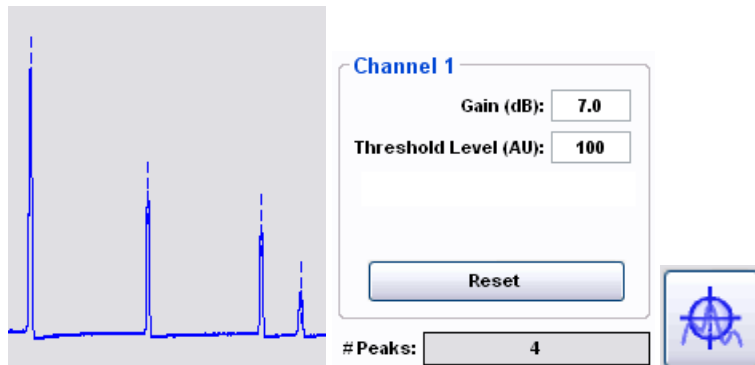 Channel 1
Gain (dB): 7.0
Threshold Level (AU): 100
Reset
# Peaks: 4